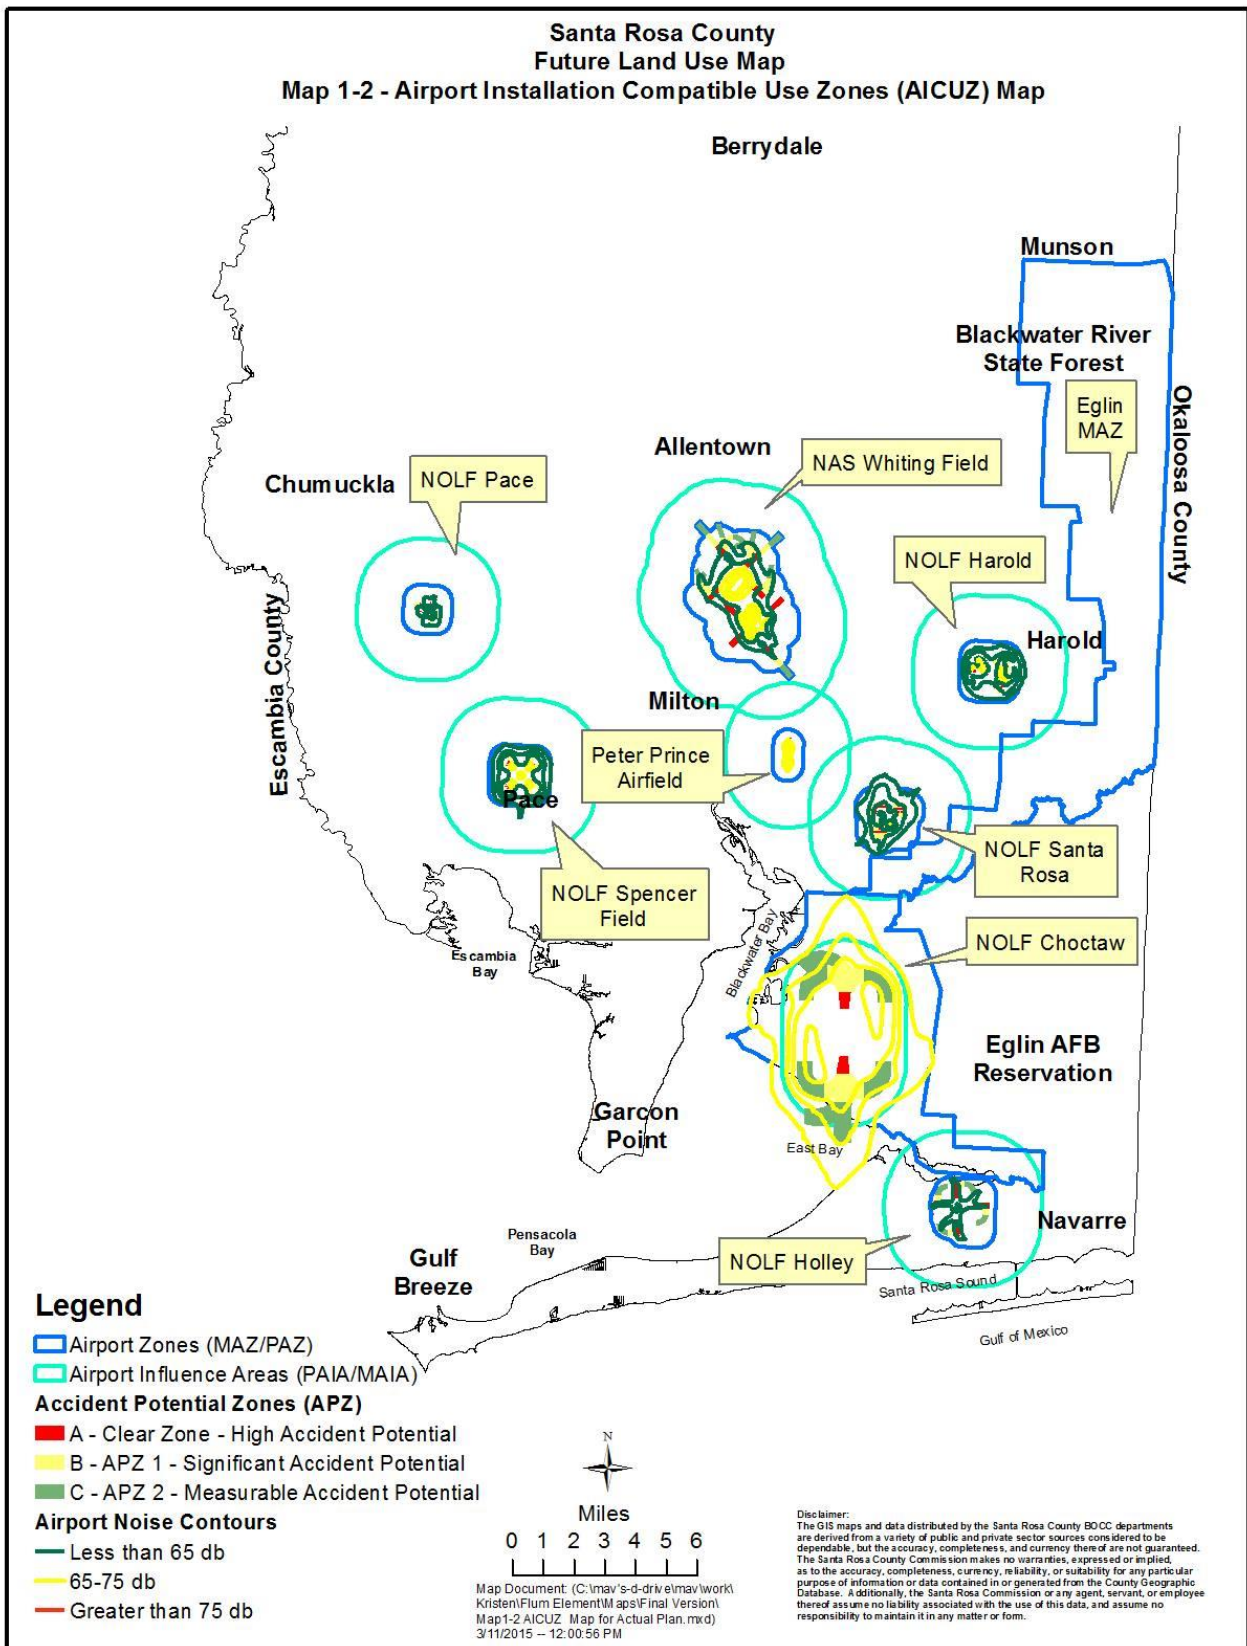 Santa Rosa County
Future Land Use Map
Map 1-2 - Airport Installation Compatible Use Zones (AICUZ) Map
Berrydale
Munson
Blackwater River
State Forest
Eglin
MAZ
Okaloosa County
Allentown
NAS Whiting Field
Chumuckla
NOLF Pace
NOLF Harold
Harold
Escambia County
Milton
Peter Prince
Airfield
Pace
NOLF Santa
Rosa
NOLF Spencer
Field
NOLF Choctaw
Escambia
Bay
Blackwater Bay
Eglin AFB
Reservation
Garcon
Point
East Bay
Navarre
Pensacola
Bay
Gulf
Breeze
NOLF Holley
Santa Rosa Sound
Gulf of Mexico
Legend
Airport Zones (MAZ/PAZ)
Airport Influence Areas (PAIA/MAIA)
Accident Potential Zones (APZ)
A - Clear Zone - High Accident Potential
B - APZ 1 - Significant Accident Potential
C - APZ 2 - Measurable Accident Potential
Airport Noise Contours
Less than 65 db
65-75 db
Greater than 75 db
N
Miles
0 1 2 3 4 5 6
Map Document: (C:\mav's-d-drive\mav\work\
Kristen\Flum Element\Maps\Final Version\
Map1-2 AICUZ Map for Actual Plan.mxd)
3/11/2015 -- 12:00:56 PM
Disclaimer:
The GIS maps and data distributed by the Santa Rosa County BOCC departments
are derived from a variety of public and private sector sources considered to be
dependable, but the accuracy, completeness, and currency thereof are not guaranteed.
The Santa Rosa County Commission makes no warranties, expressed or implied,
as to the accuracy, completeness, currency, reliability, or suitability for any particular
purpose of information or data contained in or generated from the County Geographic
Database. Additionally, the Santa Rosa Commission or any agent, servant, or employee
thereof assume no liability associated with the use of this data, and assume no
responsibility to maintain it in any matter or form.